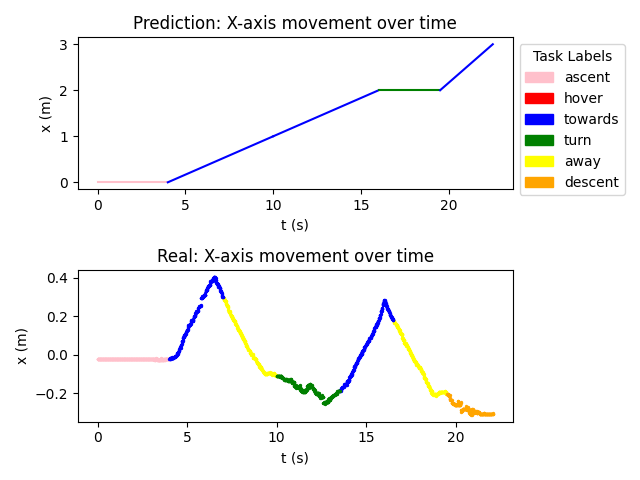 Prediction: X-axis movement over time
3
2
1
0
x (m)
0
5
10
15
20
t (s)
Task Labels
ascent
hover
towards
turn
away
descent
Real: X-axis movement over time
0.4
0.2
0.0
−0.2
x (m)
0
5
10
15
20
t (s)